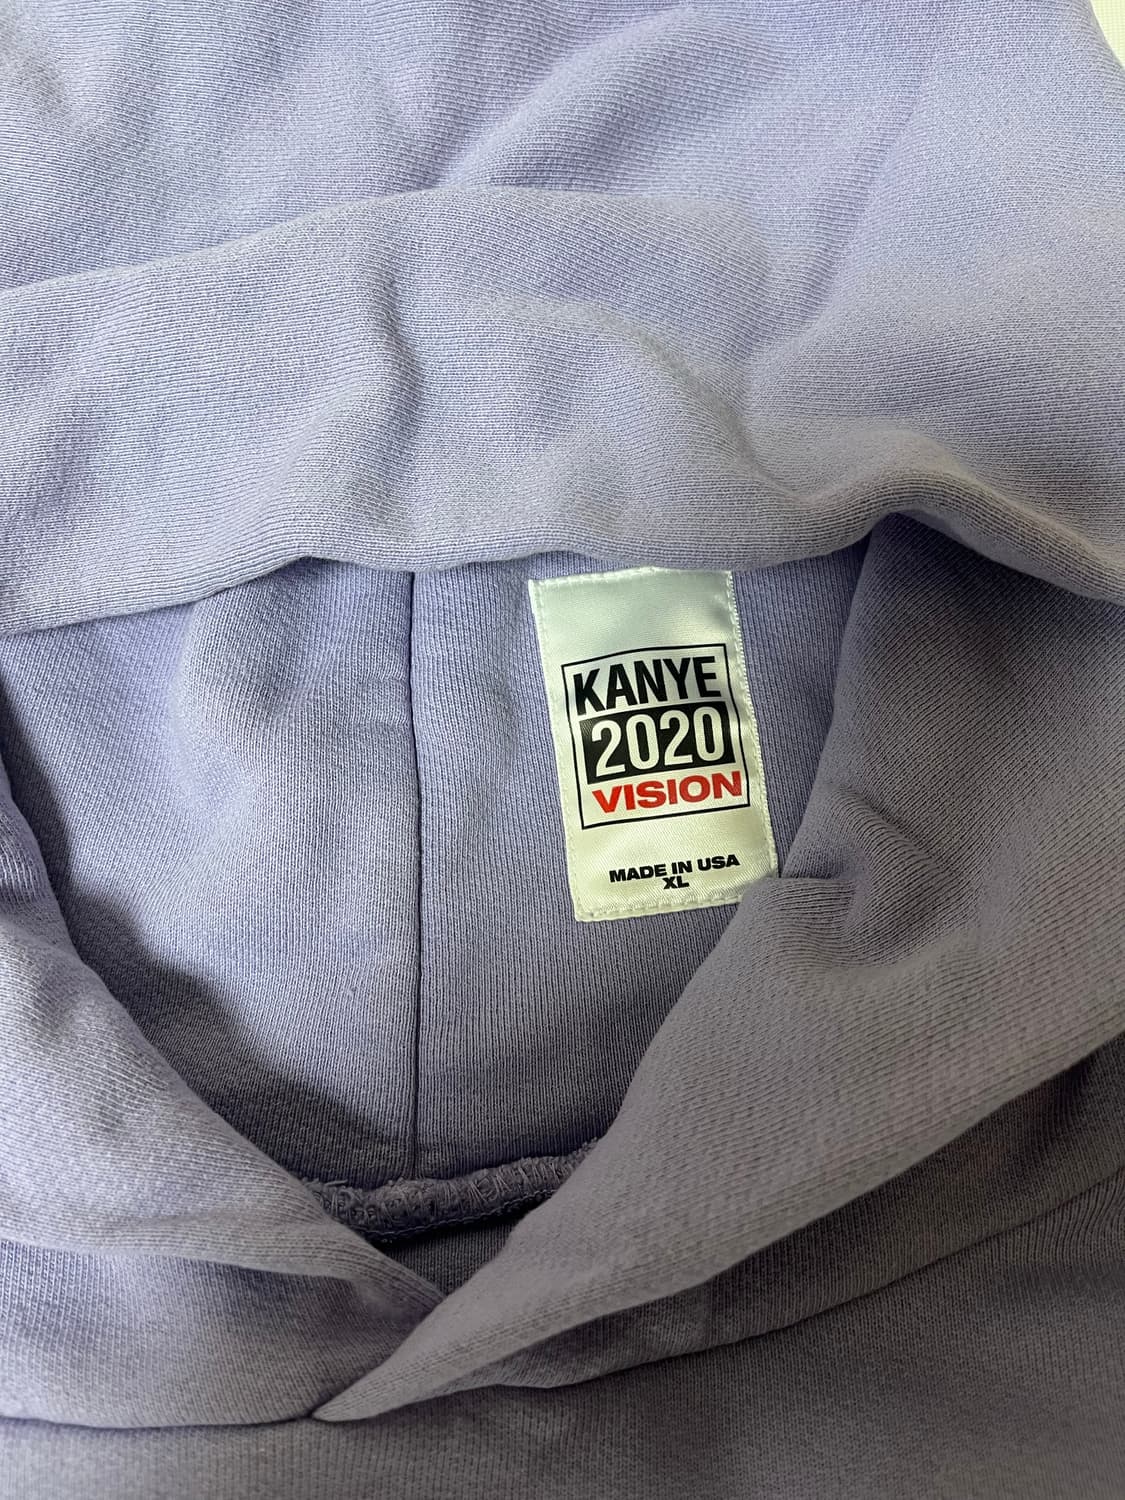 KANYE
2020
VISION
MADE IN USA
XL